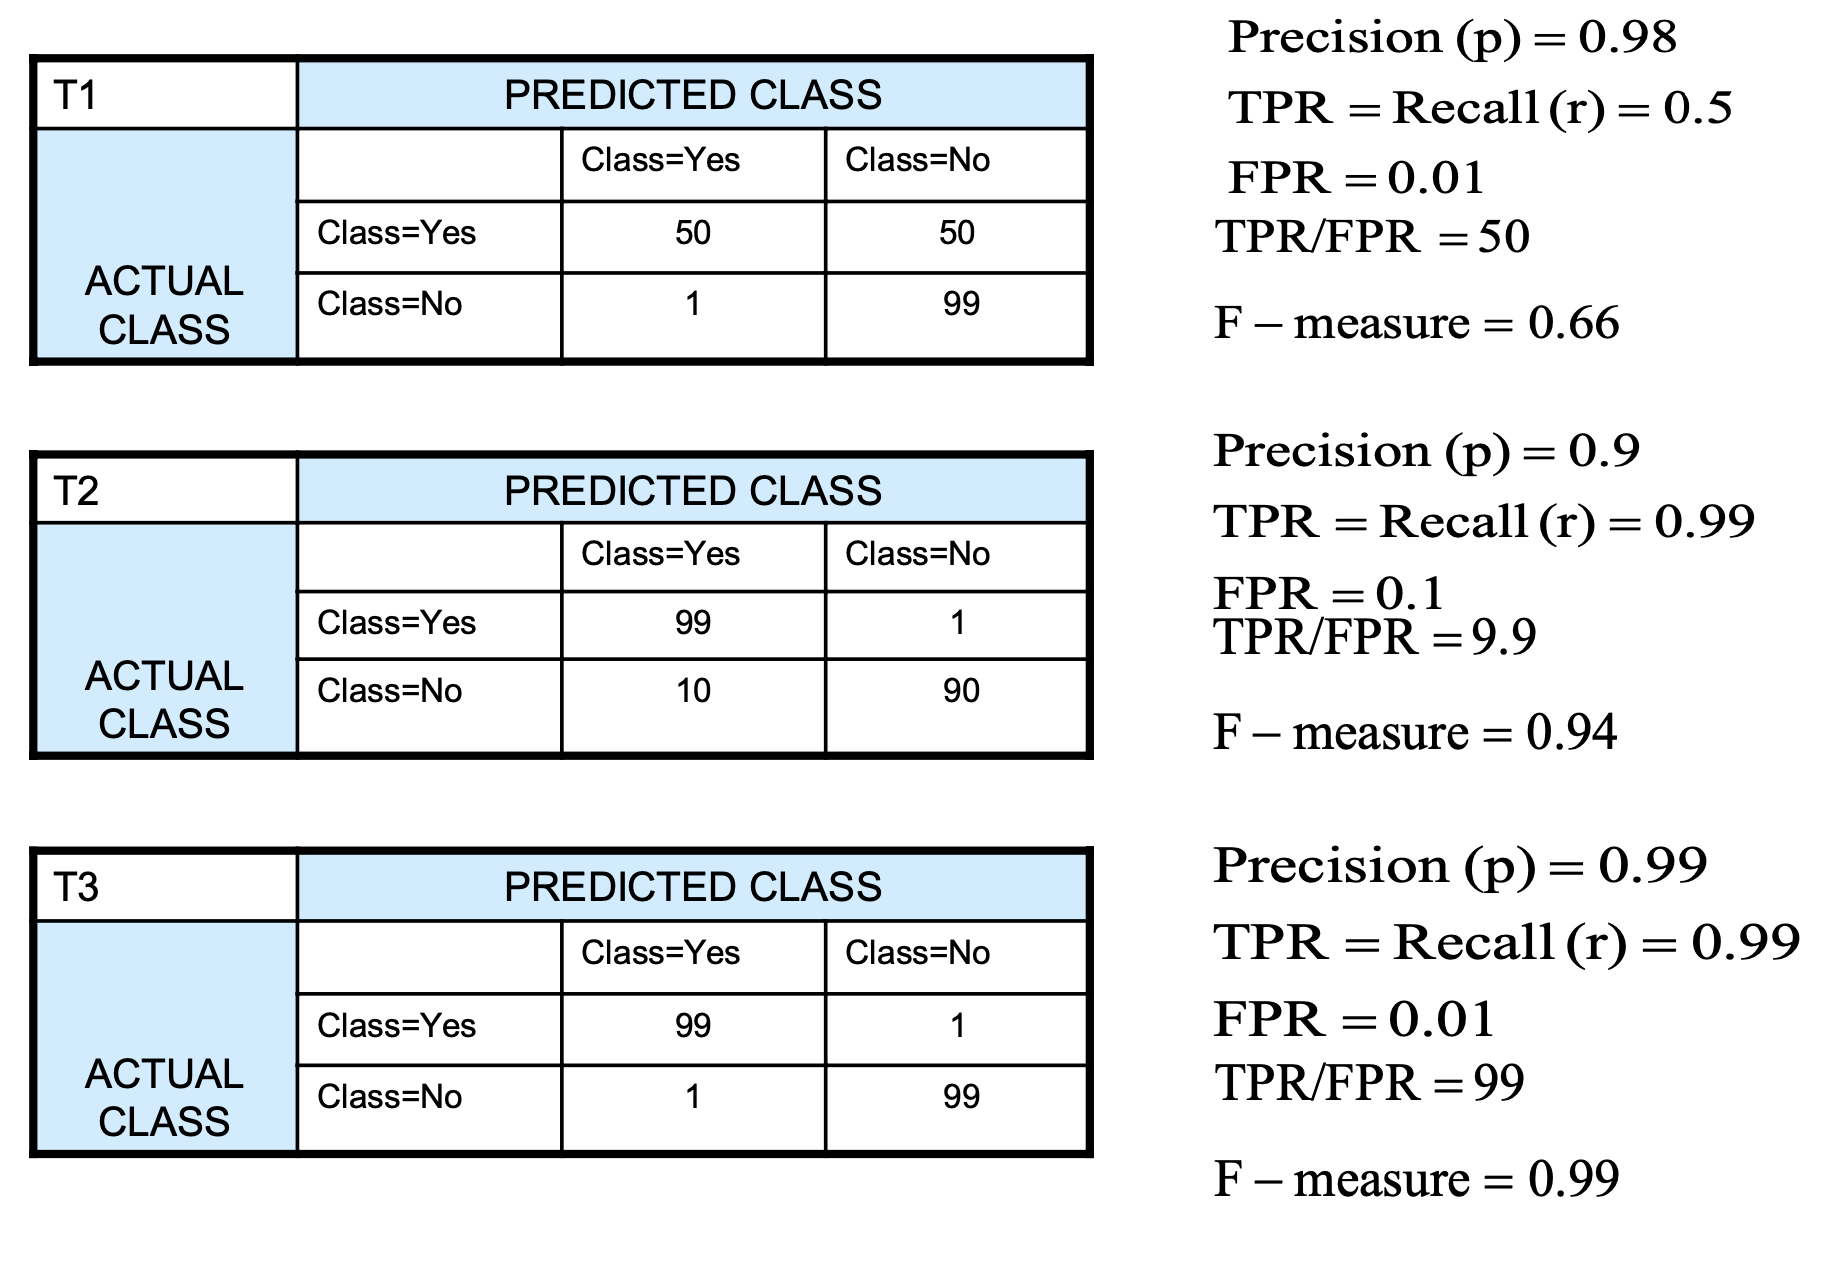 T1 PREDICTED CLASS
Class=Yes Class=No
Class=Yes 50 50
Class=No 1 99
ACTUAL
CLASS
Precision (p) = 0.98
TPR = Recall (r) = 0.5
FPR = 0.01
TPR/FPR = 50
F – measure = 0.66
T2 PREDICTED CLASS
Class=Yes Class=No
Class=Yes 99 1
Class=No 10 90
ACTUAL
CLASS
Precision (p) = 0.9
TPR = Recall (r) = 0.99
FPR = 0.1
TPR/FPR = 9.9
F – measure = 0.94
T3 PREDICTED CLASS
Class=Yes Class=No
Class=Yes 99 1
Class=No 1 99
ACTUAL
CLASS
Precision (p) = 0.99
TPR = Recall (r) = 0.99
FPR = 0.01
TPR/FPR = 99
F – measure = 0.99